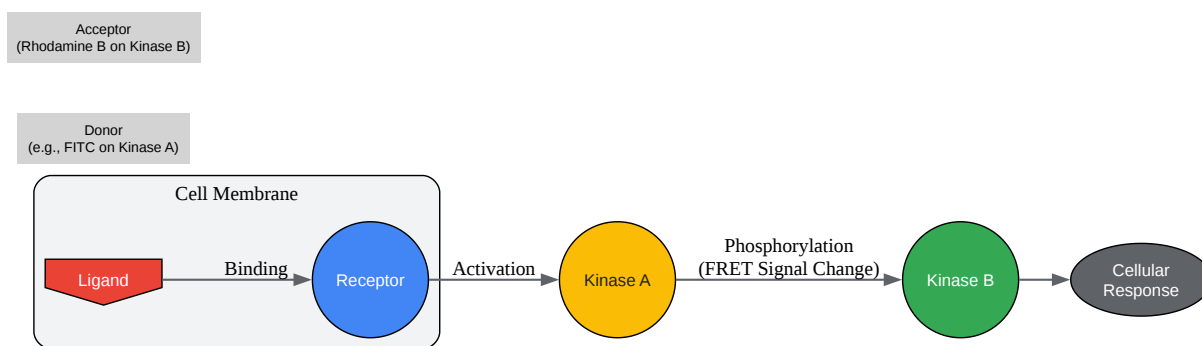 Acceptor
(Rhodamine B on Kinase B)
Donor
(e.g., FITC on Kinase A)
Cell Membrane
Ligand
Binding
Receptor
Activation
Kinase A
Phosphorylation
(FRET Signal Change)
Kinase B
Cellular
Response